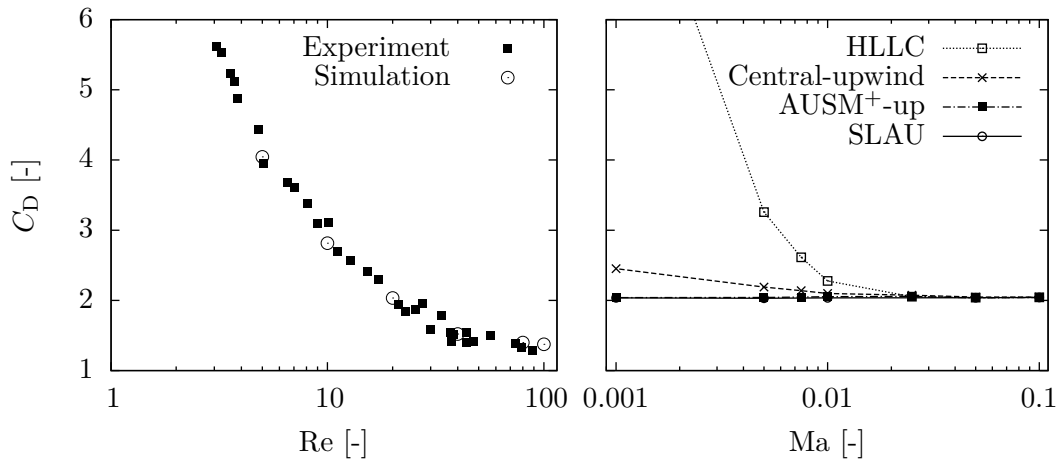 C_D [-]
6
5
4
3
2
1
Experiment
Simulation
1
10
100
Re [-]
HLLC
Central-upwind
AUSM⁺-up
SLAU
0.001
0.01
0.1
Ma [-]